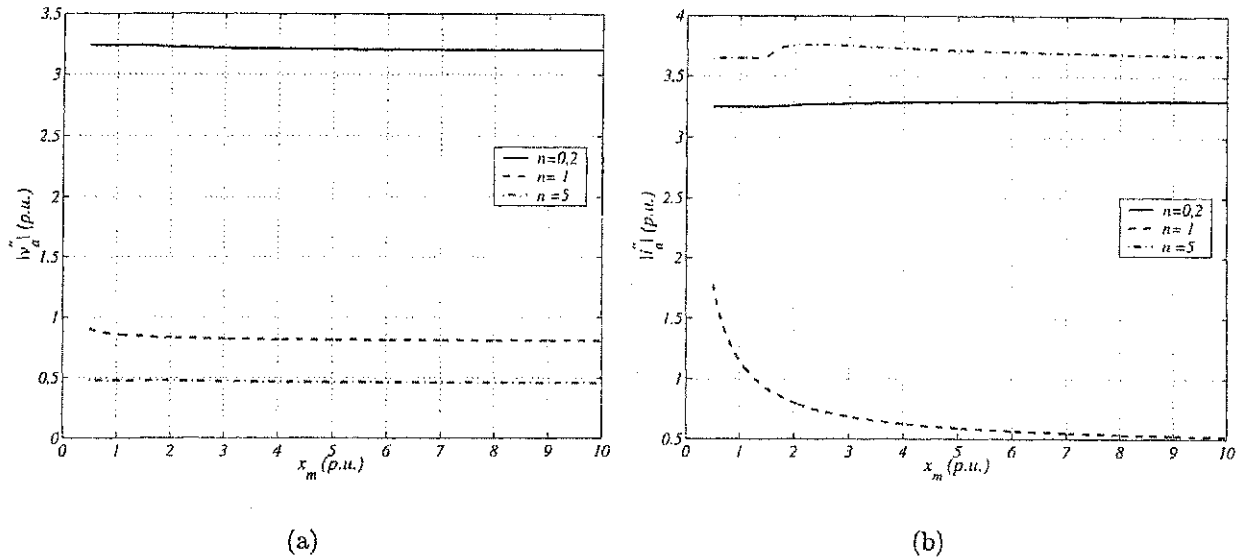 3.5
3
2.5
2
1.5
1
0.5
0
|v''a| (p.u.)
n=0,2
n= 1
n =5
0 1 2 3 4 5 6 7 8 9 10
xm (p.u.)
(a)
4
3.5
3
2.5
2
1.5
1
0.5
|i''a| (p.u.)
n=0,2
n= 1
n =5
0 1 2 3 4 5 6 7 8 9 10
xm (p.u.)
(b)